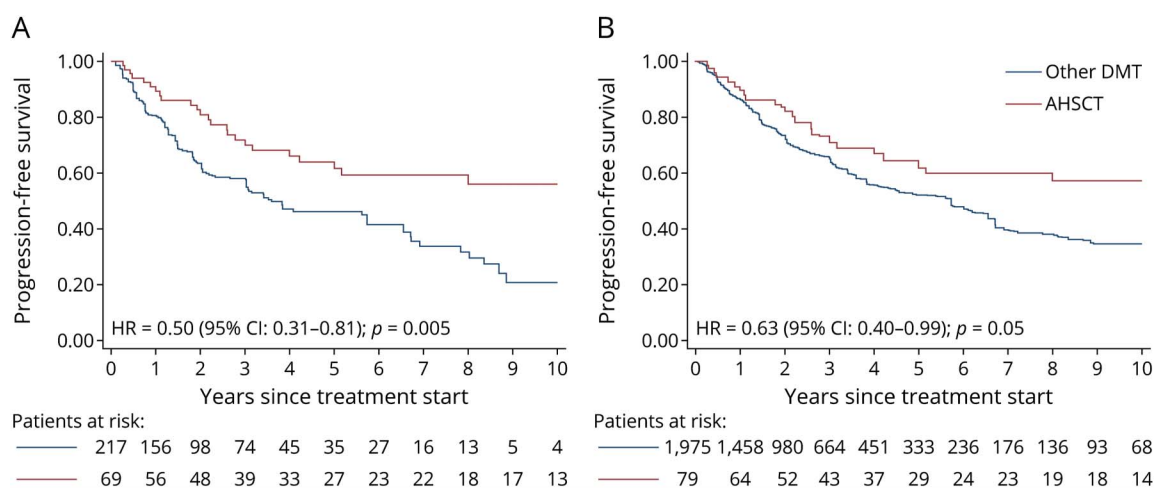 A
Progression-free survival
1.00
0.80
0.60
0.40
0.20
0.00
HR = 0.50 (95% CI: 0.31–0.81); p = 0.005
0 1 2 3 4 5 6 7 8 9 10
Years since treatment start
Patients at risk:
217 156 98 74 45 35 27 16 13 5 4
69 56 48 39 33 27 23 22 18 17 13
B
Progression-free survival
1.00
0.80
0.60
0.40
0.20
0.00
Other DMT
AHSCT
HR = 0.63 (95% CI: 0.40–0.99); p = 0.05
0 1 2 3 4 5 6 7 8 9 10
Years since treatment start
Patients at risk:
1,975 1,458 980 664 451 333 236 176 136 93 68
79 64 52 43 37 29 24 23 19 18 14